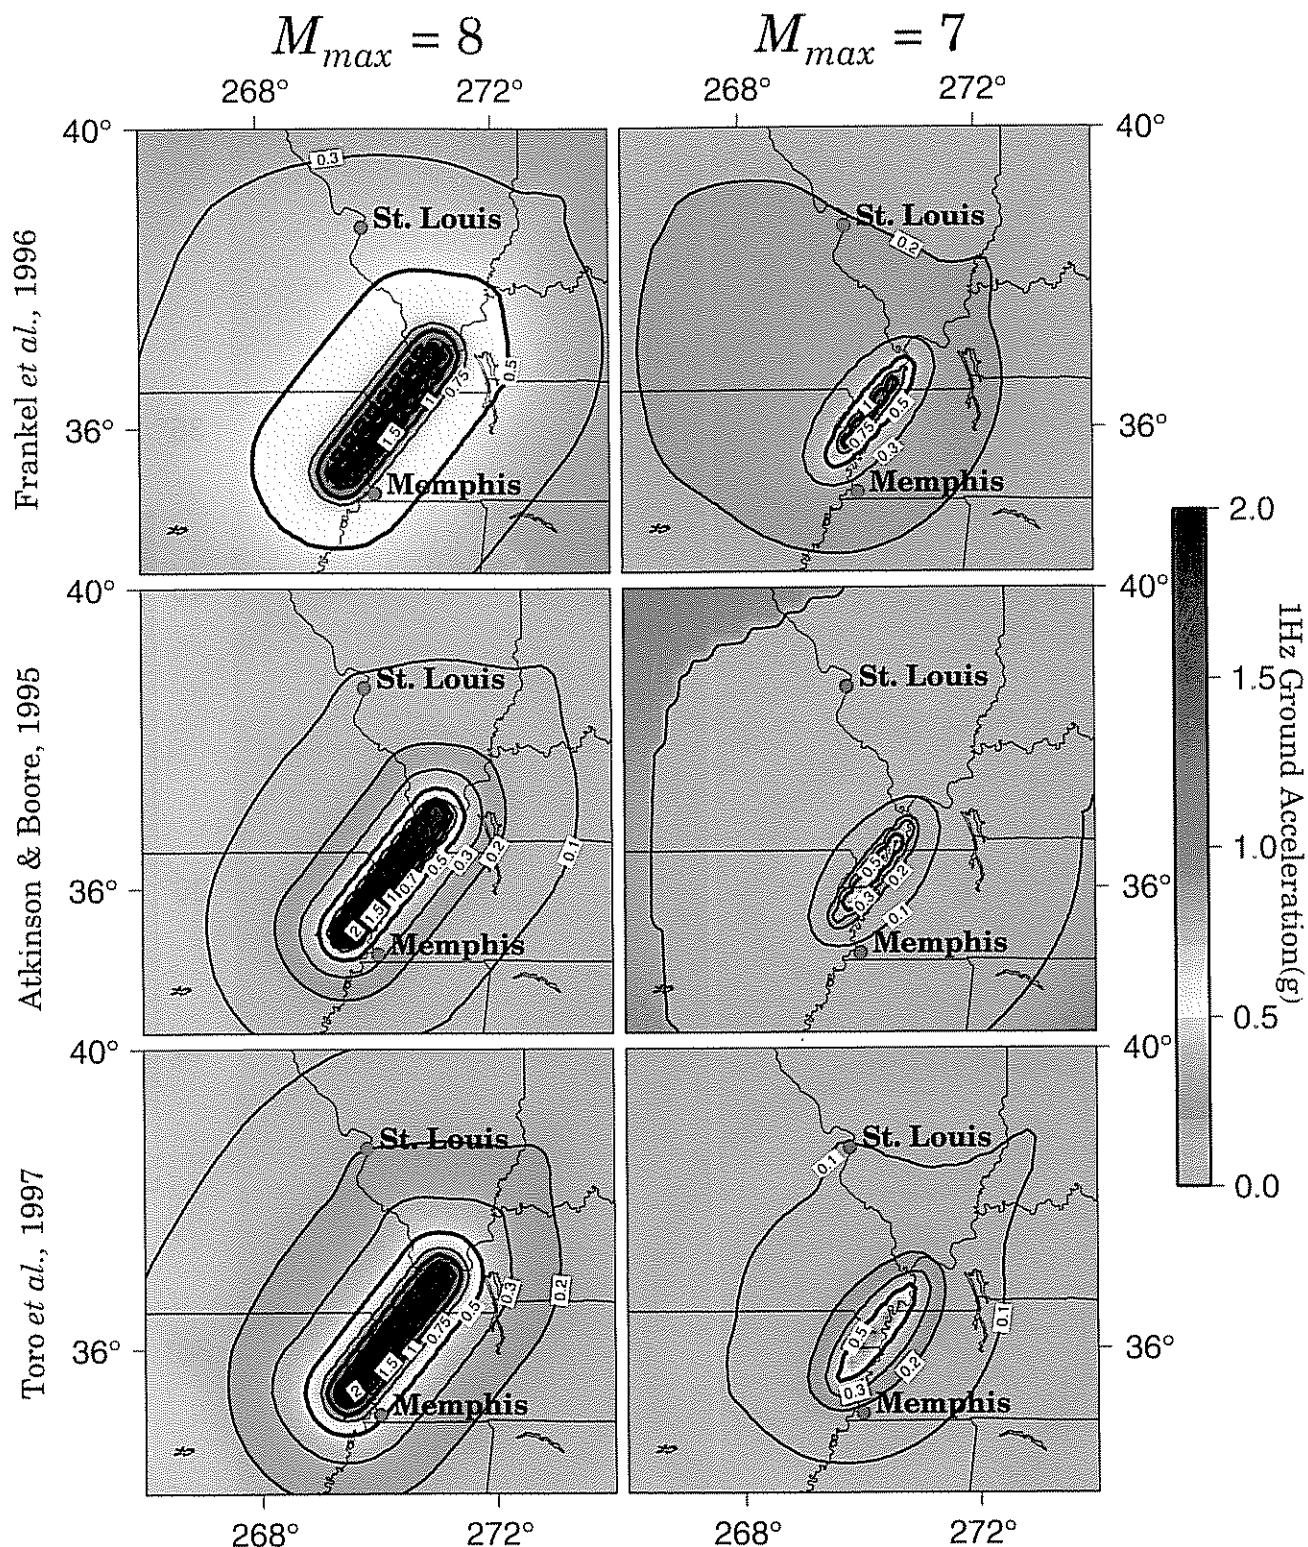 M_max = 8
M_max = 7
268° 272° 268° 272°
40° 40°
Frankel et al., 1996
0.3
St. Louis
0.5
0.75
1
1.5
Memphis
36°
St. Louis
0.2
1
0.5
0.75
0.3
Memphis
36°
40° 40°
Atkinson & Boore, 1995
St. Louis
0.1
0.2
0.3
0.5
0.7
1
1.5
2
Memphis
36°
St. Louis
0.5
0.2
0.3
0.1
Memphis
36°
40° 40°
Toro et al., 1997
St. Louis
0.2
0.3
0.5
0.75
1
1.5
2
Memphis
36°
St. Louis
0.1
0.1
0.5
0.2
0.3
Memphis
36°
268° 272° 268° 272°
2.0
1.5
1.0
0.5
0.0
1Hz Ground Acceleration(g)